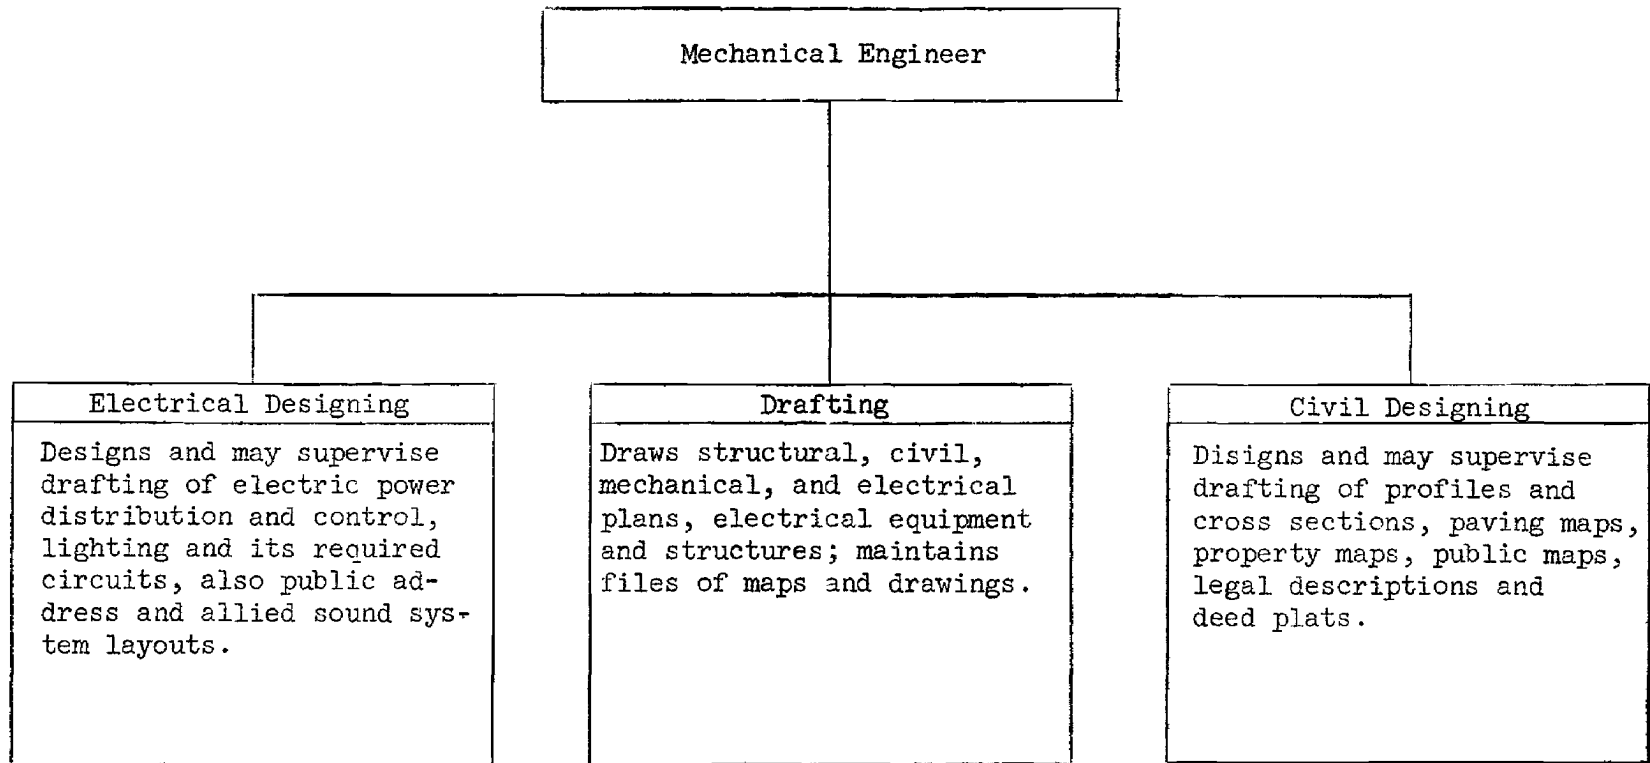 Mechanical Engineer
Electrical Designing
Designs and may supervise
drafting of electric power
distribution and control,
lighting and its required
circuits, also public ad-
dress and allied sound sys-
tem layouts.
Drafting
Draws structural, civil,
mechanical, and electrical
plans, electrical equipment
and structures; maintains
files of maps and drawings.
Civil Designing
Disigns and may supervise
drafting of profiles and
cross sections, paving maps,
property maps, public maps,
legal descriptions and
deed plats.